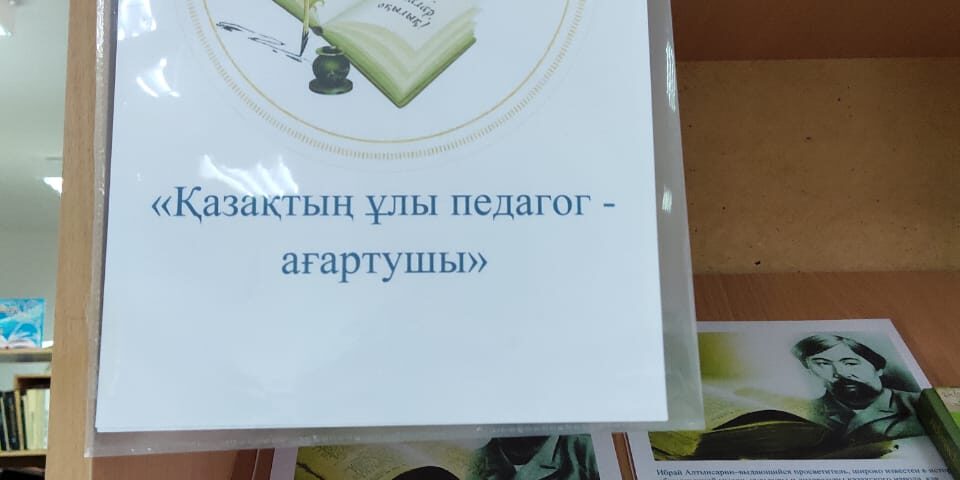 «Қазақтың ұлы педагог -
ағартушы»
Ибрай Алтынсарин–выдающийся просветитель, широко известен в